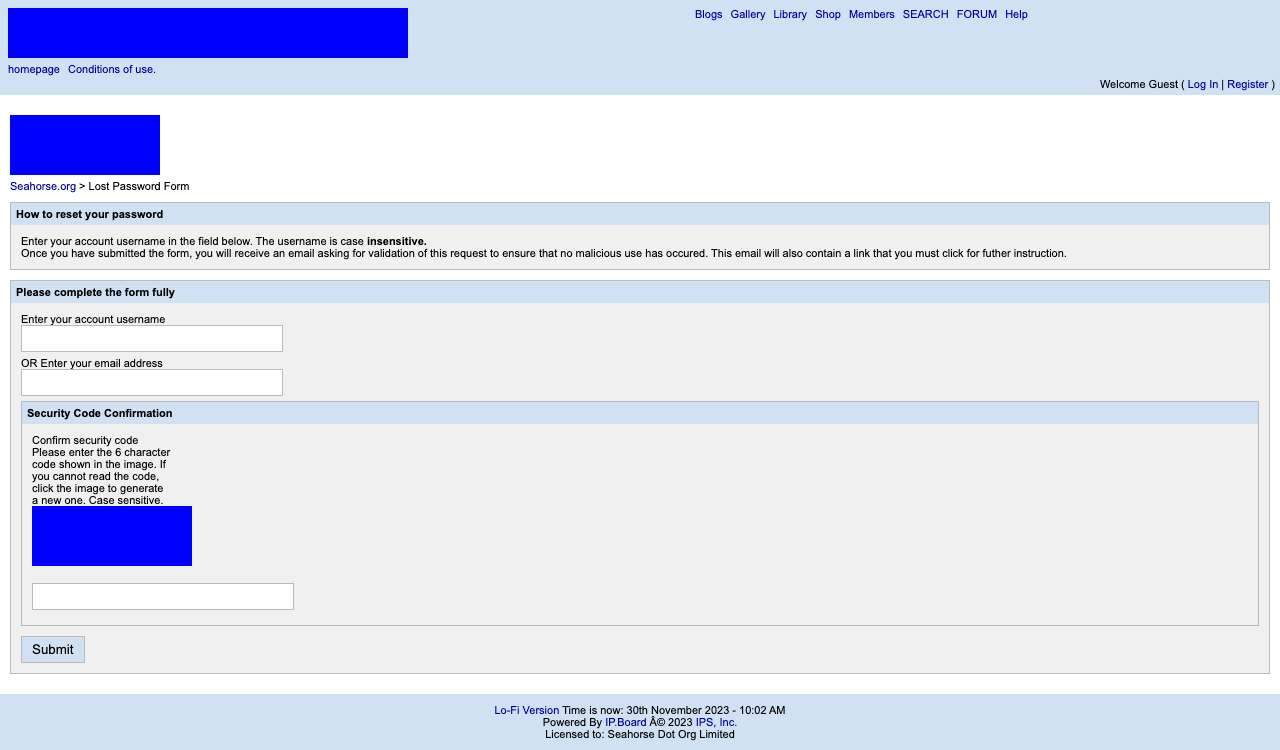 Blogs Gallery Library Shop Members SEARCH FORUM Help
homepage Conditions of use.
Welcome Guest ( Log In | Register )
Seahorse.org > Lost Password Form
How to reset your password
Enter your account username in the field below. The username is case insensitive.
Once you have submitted the form, you will receive an email asking for validation of this request to ensure that no malicious use has occured. This email will also contain a link that you must click for futher instruction.
Please complete the form fully
Enter your account username
OR Enter your email address
Security Code Confirmation
Confirm security code
Please enter the 6 character
code shown in the image. If
you cannot read the code,
click the image to generate
a new one. Case sensitive.
Submit
Lo-Fi Version Time is now: 30th November 2023 - 10:02 AM
Powered By IP.Board Â© 2023 IPS, Inc.
Licensed to: Seahorse Dot Org Limited